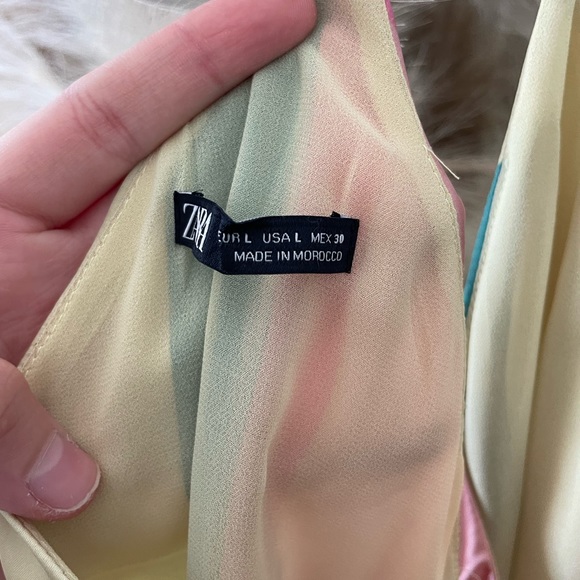 ZARA
EUR L USA L MEX 30
MADE IN MOROCCO